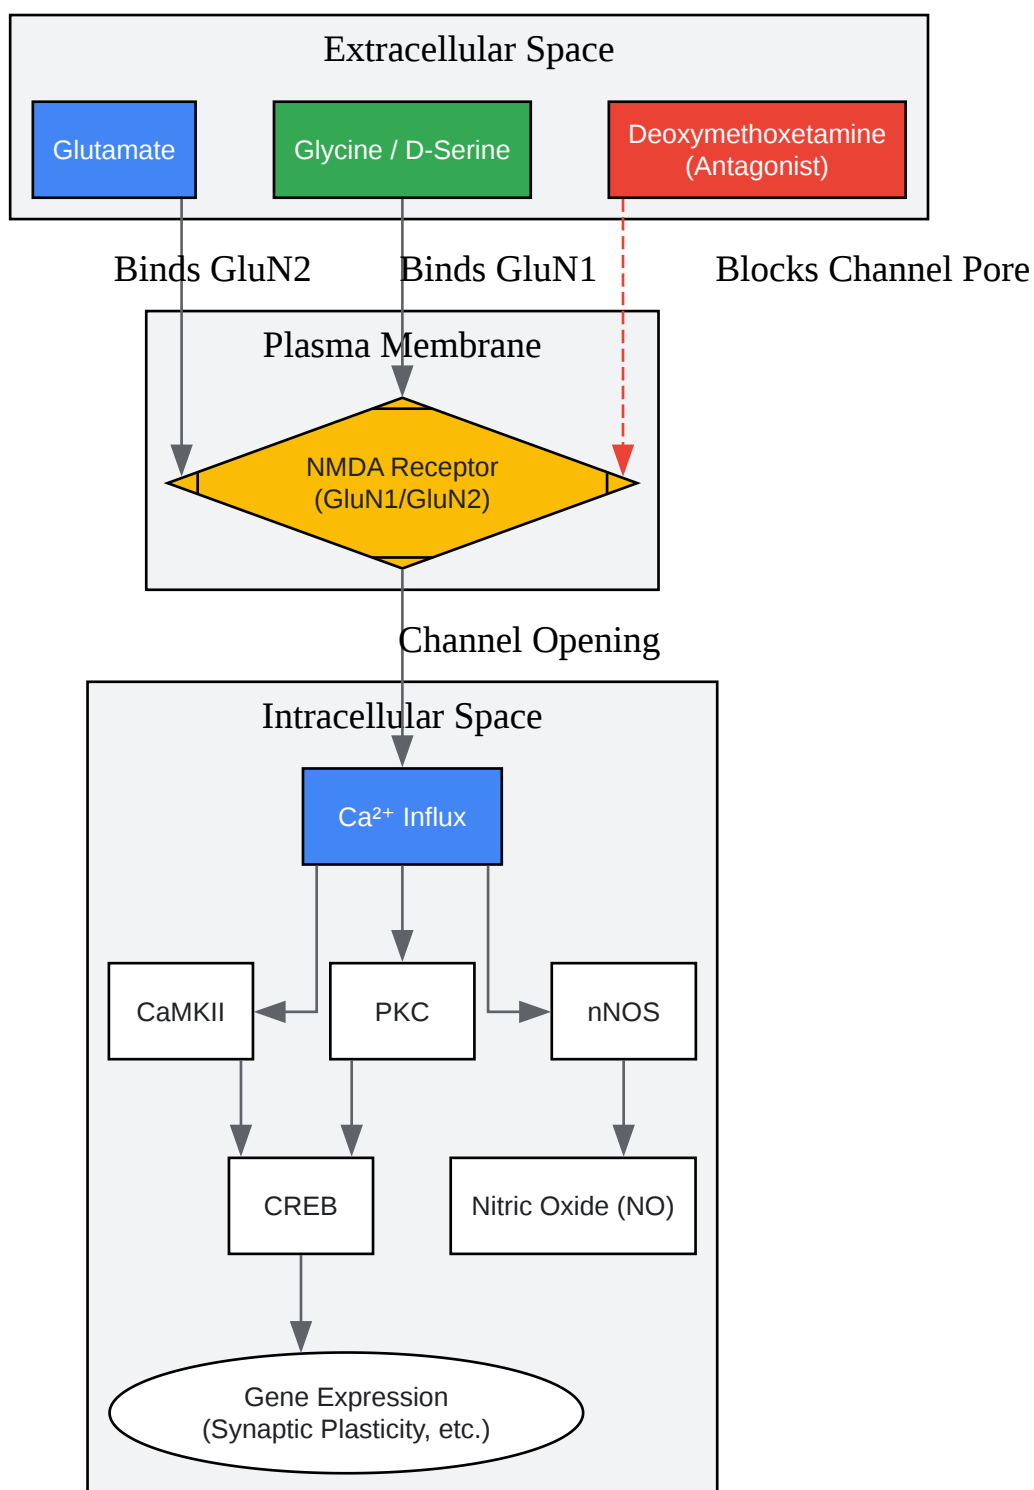 Extracellular Space
Glutamate
Glycine / D-Serine
Deoxymethoxetamine
(Antagonist)
Binds GluN2
Binds GluN1
Blocks Channel Pore
Plasma Membrane
NMDA Receptor
(GluN1/GluN2)
Channel Opening
Intracellular Space
Ca²⁺ Influx
CaMKII
PKC
nNOS
CREB
Nitric Oxide (NO)
Gene Expression
(Synaptic Plasticity, etc.)